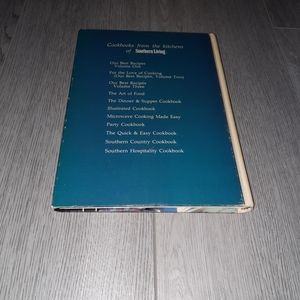 Cookbooks from the kitchens
of Southern Living
Our Best Recipes
Volume One
For the Love of Cooking
(Our Best Recipes, Volume Two)
Our Best Recipes
Volume Three
The Art of Food
The Dinner & Supper Cookbook
Illustrated Cookbook
Microwave Cooking Made Easy
Party Cookbook
The Quick & Easy Cookbook
Southern Country Cookbook
Southern Hospitality Cookbook